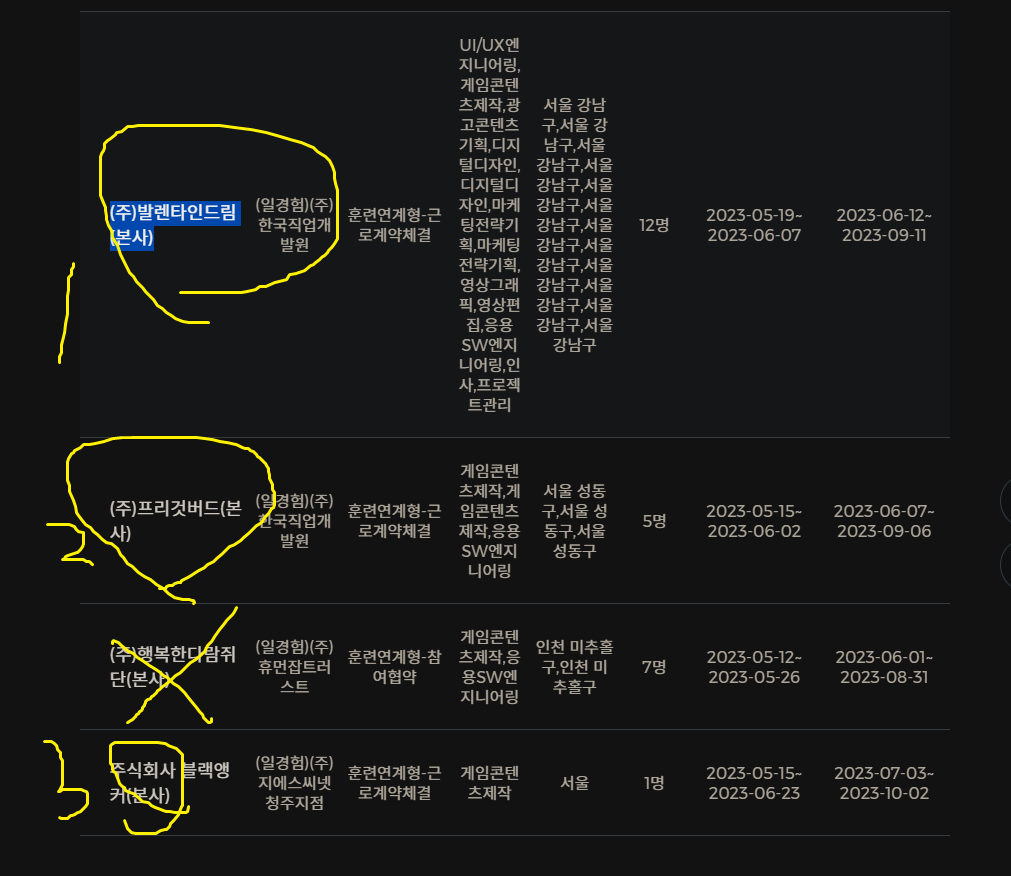 (주)발렌타인드림
(본사)
(일경험)(주)
한국직업개
발원
훈련연계형-근
로계약체결
UI/UX엔
지니어링,
게임콘텐
츠제작,광
고콘텐츠
기획,디지
털디자인,
디지털디
자인,마케
팅전략기
획,마케팅
전략기획,
영상그래
픽,영상편
집,응용
SW엔지
니어링,인
사,프로젝
트관리
서울 강남
구,서울 강
남구,서울
강남구,서울
강남구,서울
강남구,서울
강남구,서울
강남구,서울
강남구,서울
강남구,서울
강남구,서울
강남구,서울
강남구
12명
2023-05-19~
2023-06-07
2023-06-12~
2023-09-11
1
(주)프리것버드(본
사)
(일경험)(주)
한국직업개
발원
훈련연계형-근
로계약체결
게임콘텐
츠제작,게
임콘텐츠
제작,응용
SW엔지
니어링
서울 성동
구,서울 성
동구,서울
성동구
5명
2023-05-15~
2023-06-02
2023-06-07~
2023-09-06
2
(주)행복한다람쥐
단(본사)
(일경험)(주)
휴먼잡트러
스트
훈련연계형-참
여협약
게임콘텐
츠제작,응
용SW엔
지니어링
인천 미추홀
구,인천 미
추홀구
7명
2023-05-12~
2023-05-26
2023-06-01~
2023-08-31
3
주식회사 블랙앵
커(본사)
(일경험)(주)
지에스씨넷
청주지점
훈련연계형-근
로계약체결
게임콘텐
츠제작
서울
1명
2023-05-15~
2023-06-23
2023-07-03~
2023-10-02